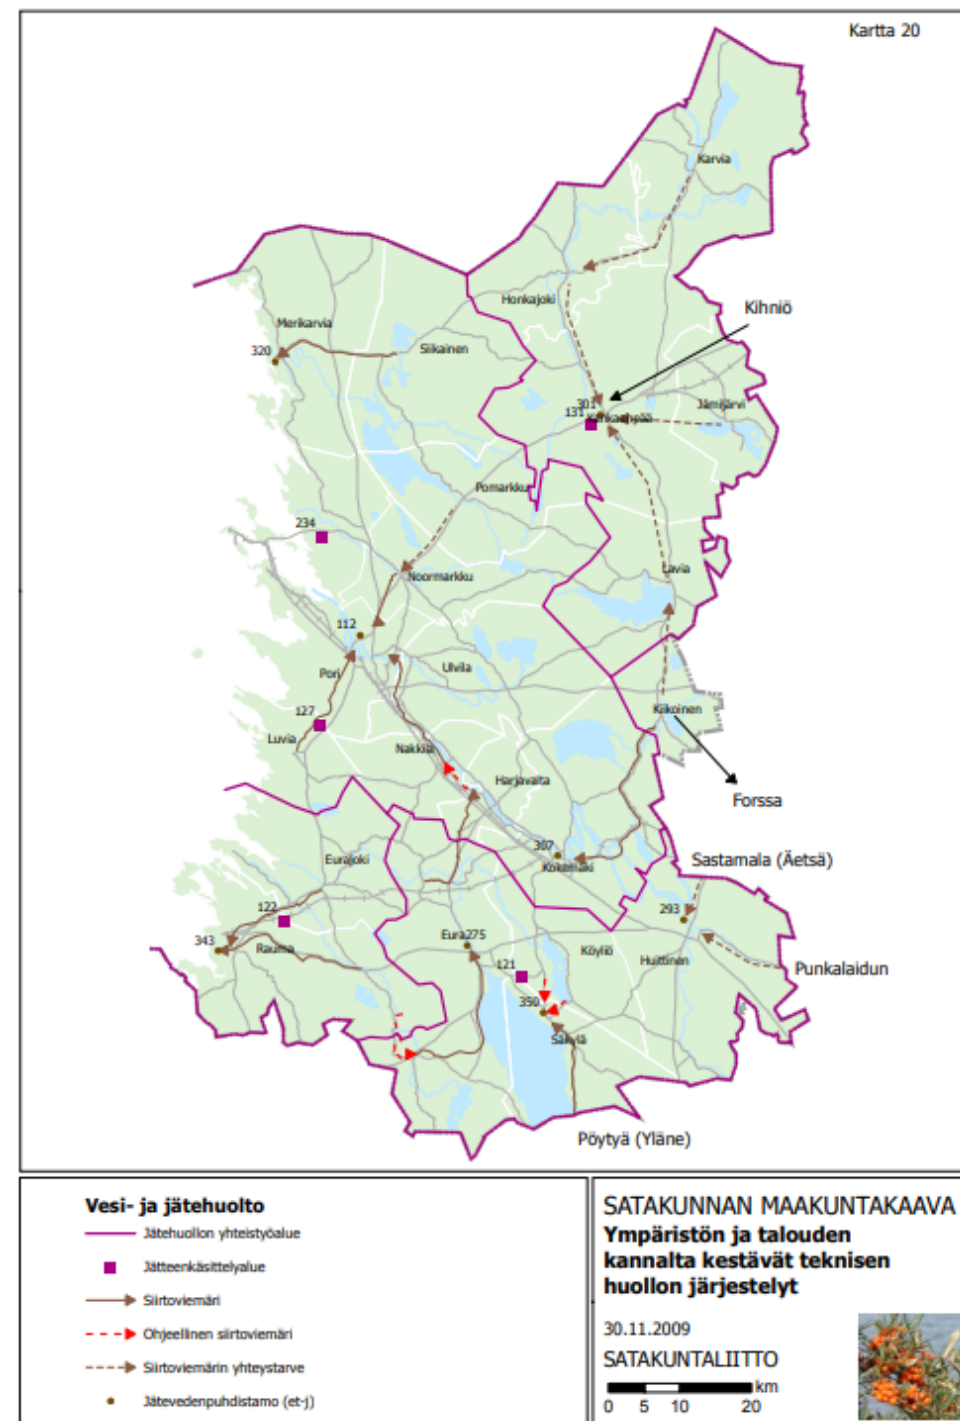 Kartta 20
Karvia
Honkajoki
Kihniö
Merikarvia
320
Siikainen
301
131
Kankaanpää
Jämijärvi
Pomarkku
234
Noormarkku
Lavia
112
Ulvila
Pori
Kiikoinen
127
Luvia
Nakkila
Harjavalta
Forssa
307
Kokemäki
Sastamala (Äetsä)
Eurajoki
122
293
343
Rauma
Eura275
Köyliö
Huittinen
121
Punkalaidun
350
Säkylä
Pöytyä (Yläne)
Vesi- ja jätehuolto
Jätehuollon yhteistyöalue
Jätteenkäsittelyalue
Siirtoviemäri
Ohjeellinen siirtoviemäri
Siirtoviemärin yhteystarve
Jätevedenpuhdistamo (et-j)
SATAKUNNAN MAAKUNTAKAAVA
Ympäristön ja talouden
kannalta kestävät teknisen
huollon järjestelyt
30.11.2009
SATAKUNTALIITTO
km
0 5 10 20